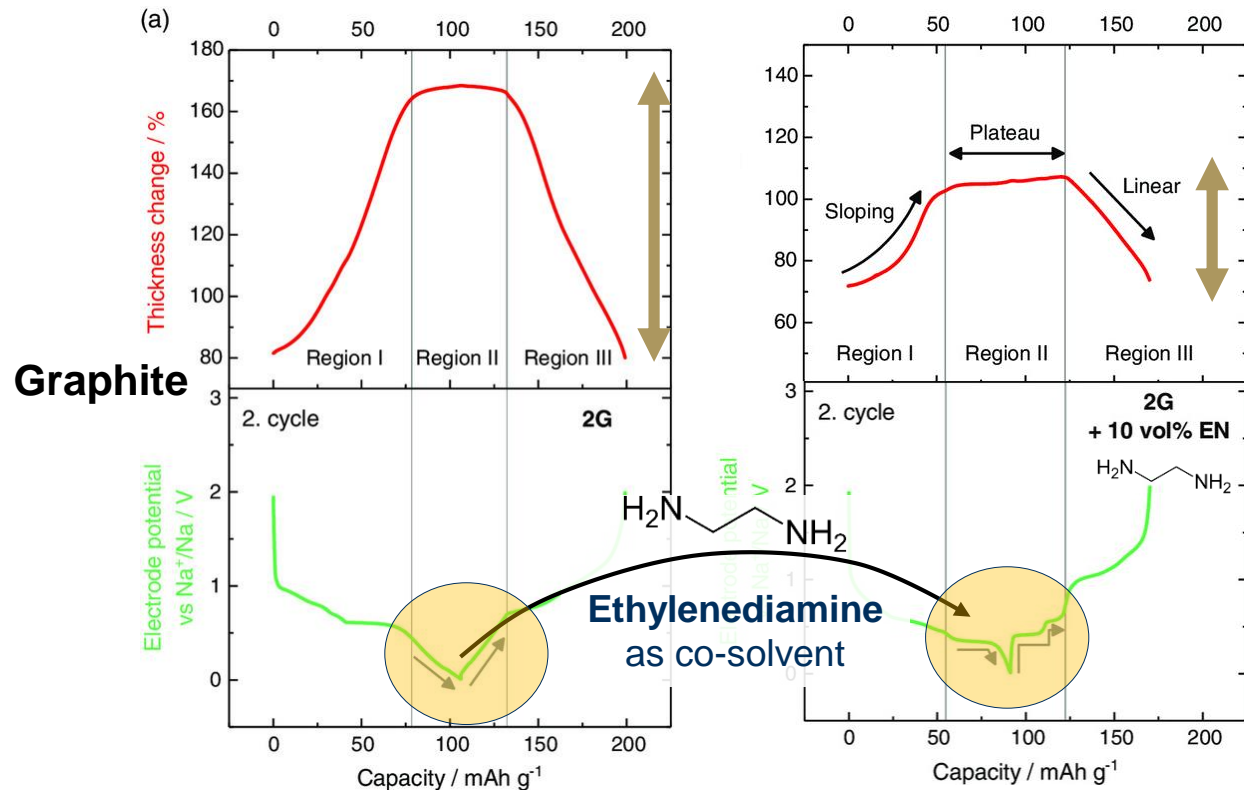 (a)
0 50 100 150 200
180
160
140
120
100
80
Thickness change / %
Region I Region II Region III
Graphite
3
2
1
0
Electrode potential
vs Na⁺/Na / V
2. cycle
2G
0 50 100 150 200
Capacity / mAh g⁻¹
0 50 100 150 200
140
120
100
80
60
Sloping
Plateau
Linear
Region I Region II Region III
3
2
1
0
2. cycle
2G
+ 10 vol% EN
H₂N NH₂
H₂N NH₂
Ethylenediamine
as co-solvent
0 50 100 150 200
Capacity / mAh g⁻¹